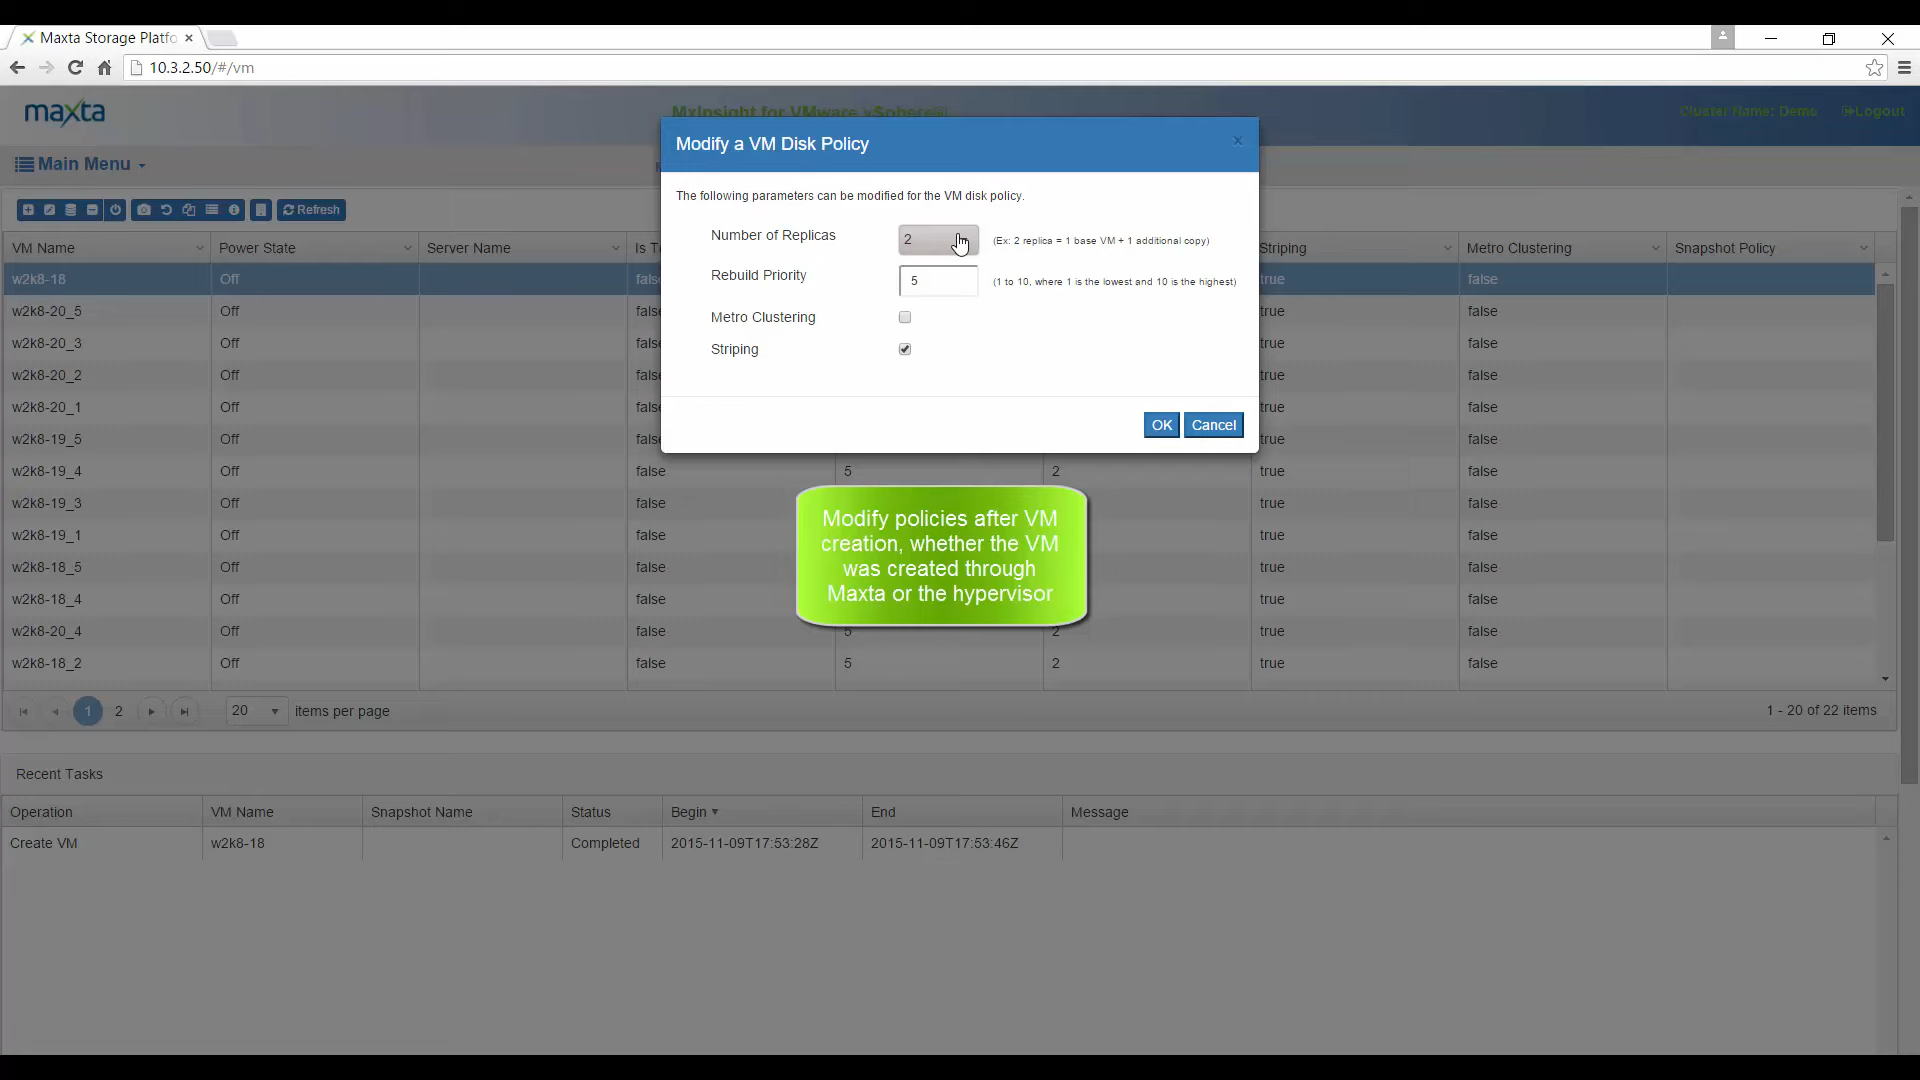 Maxta Storage Platfo
10.3.2.50/#/vm
maxta
MxInsight for VMware vSphere®
Cluster Name: Demo
Logout
Main Menu
Modify a VM Disk Policy
The following parameters can be modified for the VM disk policy.
Number of Replicas 2 (Ex: 2 replica = 1 base VM + 1 additional copy)
Rebuild Priority 5 (1 to 10, where 1 is the lowest and 10 is the highest)
Metro Clustering
Striping
OK Cancel
Modify policies after VM
creation, whether the VM
was created through
Maxta or the hypervisor
Refresh
VM Name Power State Server Name Is T Striping Metro Clustering Snapshot Policy
w2k8-18 Off false true false
w2k8-20_5 Off false true false
w2k8-20_3 Off false true false
w2k8-20_2 Off false true false
w2k8-20_1 Off false true false
w2k8-19_5 Off false true false
w2k8-19_4 Off false 5 2 true false
w2k8-19_3 Off false true false
w2k8-19_1 Off false true false
w2k8-18_5 Off false true false
w2k8-18_4 Off false true false
w2k8-20_4 Off false 5 2 true false
w2k8-18_2 Off false 5 2 true false
1 2 20 items per page 1 - 20 of 22 items
Recent Tasks
Operation VM Name Snapshot Name Status Begin End Message
Create VM w2k8-18 Completed 2015-11-09T17:53:28Z 2015-11-09T17:53:46Z